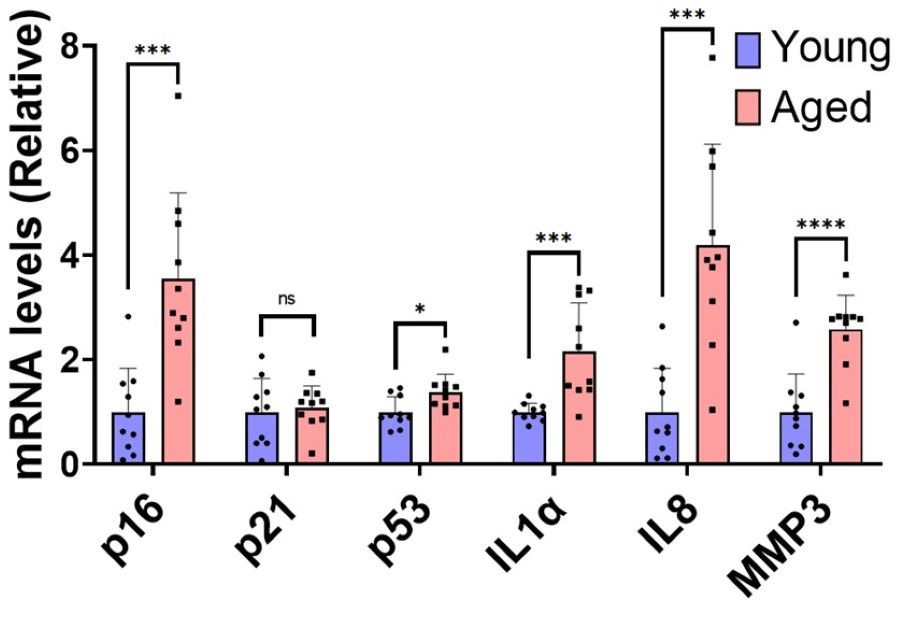 mRNA levels (Relative)
8
6
4
2
0
***
ns
*
***
***
****
Young
Aged
p16
p21
p53
IL1α
IL8
MMP3